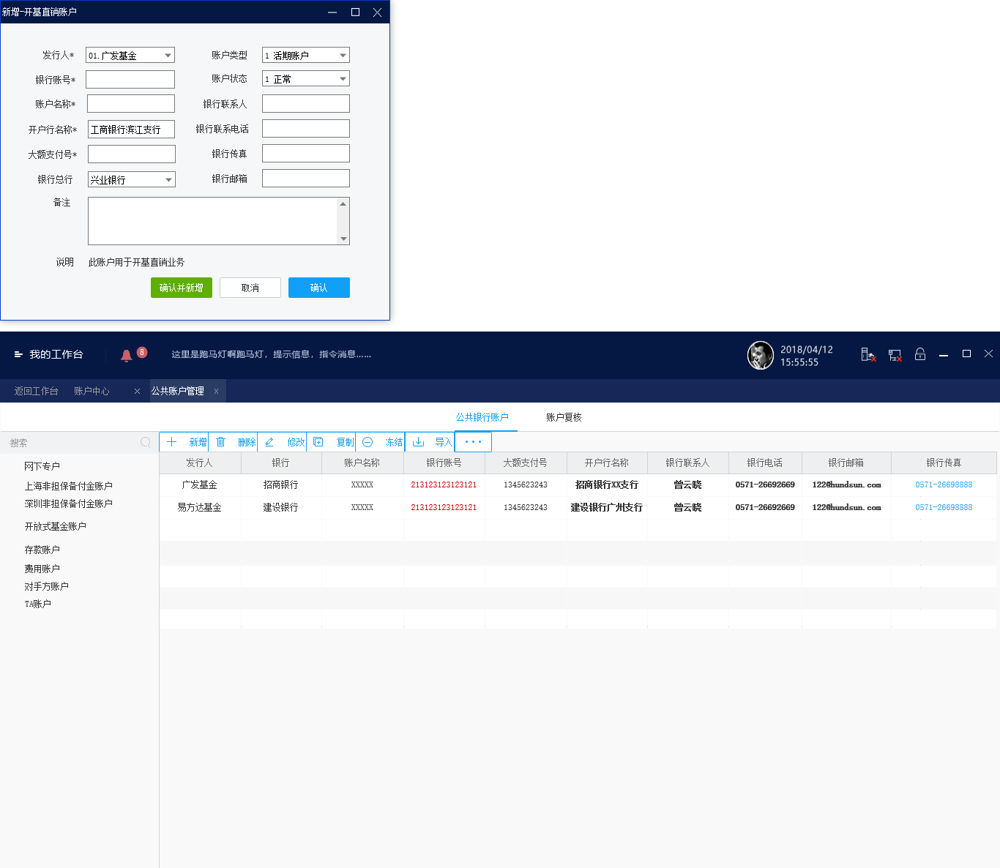 新增-开基直销账户
发行人* 01.广发基金 账户类型 1 活期账户
银行账号* 账户状态 1 正常
账户名称* 银行联系人
开户行名称* 工商银行滨江支行 银行联系电话
大额支付号* 银行传真
银行总行 兴业银行 银行邮箱
备注
说明 此账户用于开基直销业务
确认并新增 取消 确认
我的工作台 8 这里是跑马灯啊跑马灯，提示信息，指令消息...... 2018/04/12
15:55:55
返回工作台 账户中心 × 公共账户管理 x
公共银行账户 账户复核
搜索 新增 删除 修改 复制 冻结 导入 ···
发行人 银行 账户名称 银行账号 大额支付号 开户行名称 银行联系人 银行电话 银行邮箱 银行传真
广发基金 招商银行 XXXXX 213123123123121 1345623243 招商银行XX支行 曾云晓 0571-26692669 122@hundsun.com 0571-26698888
易方达基金 建设银行 XXXXX 213123123123121 1345623243 建设银行广州支行 曾云晓 0571-26692669 122@hundsun.com 0571-26698888
网下专户
上海非担保备付金账户
深圳非担保备付金账户
开放式基金账户
存款账户
费用账户
对手方账户
TA账户